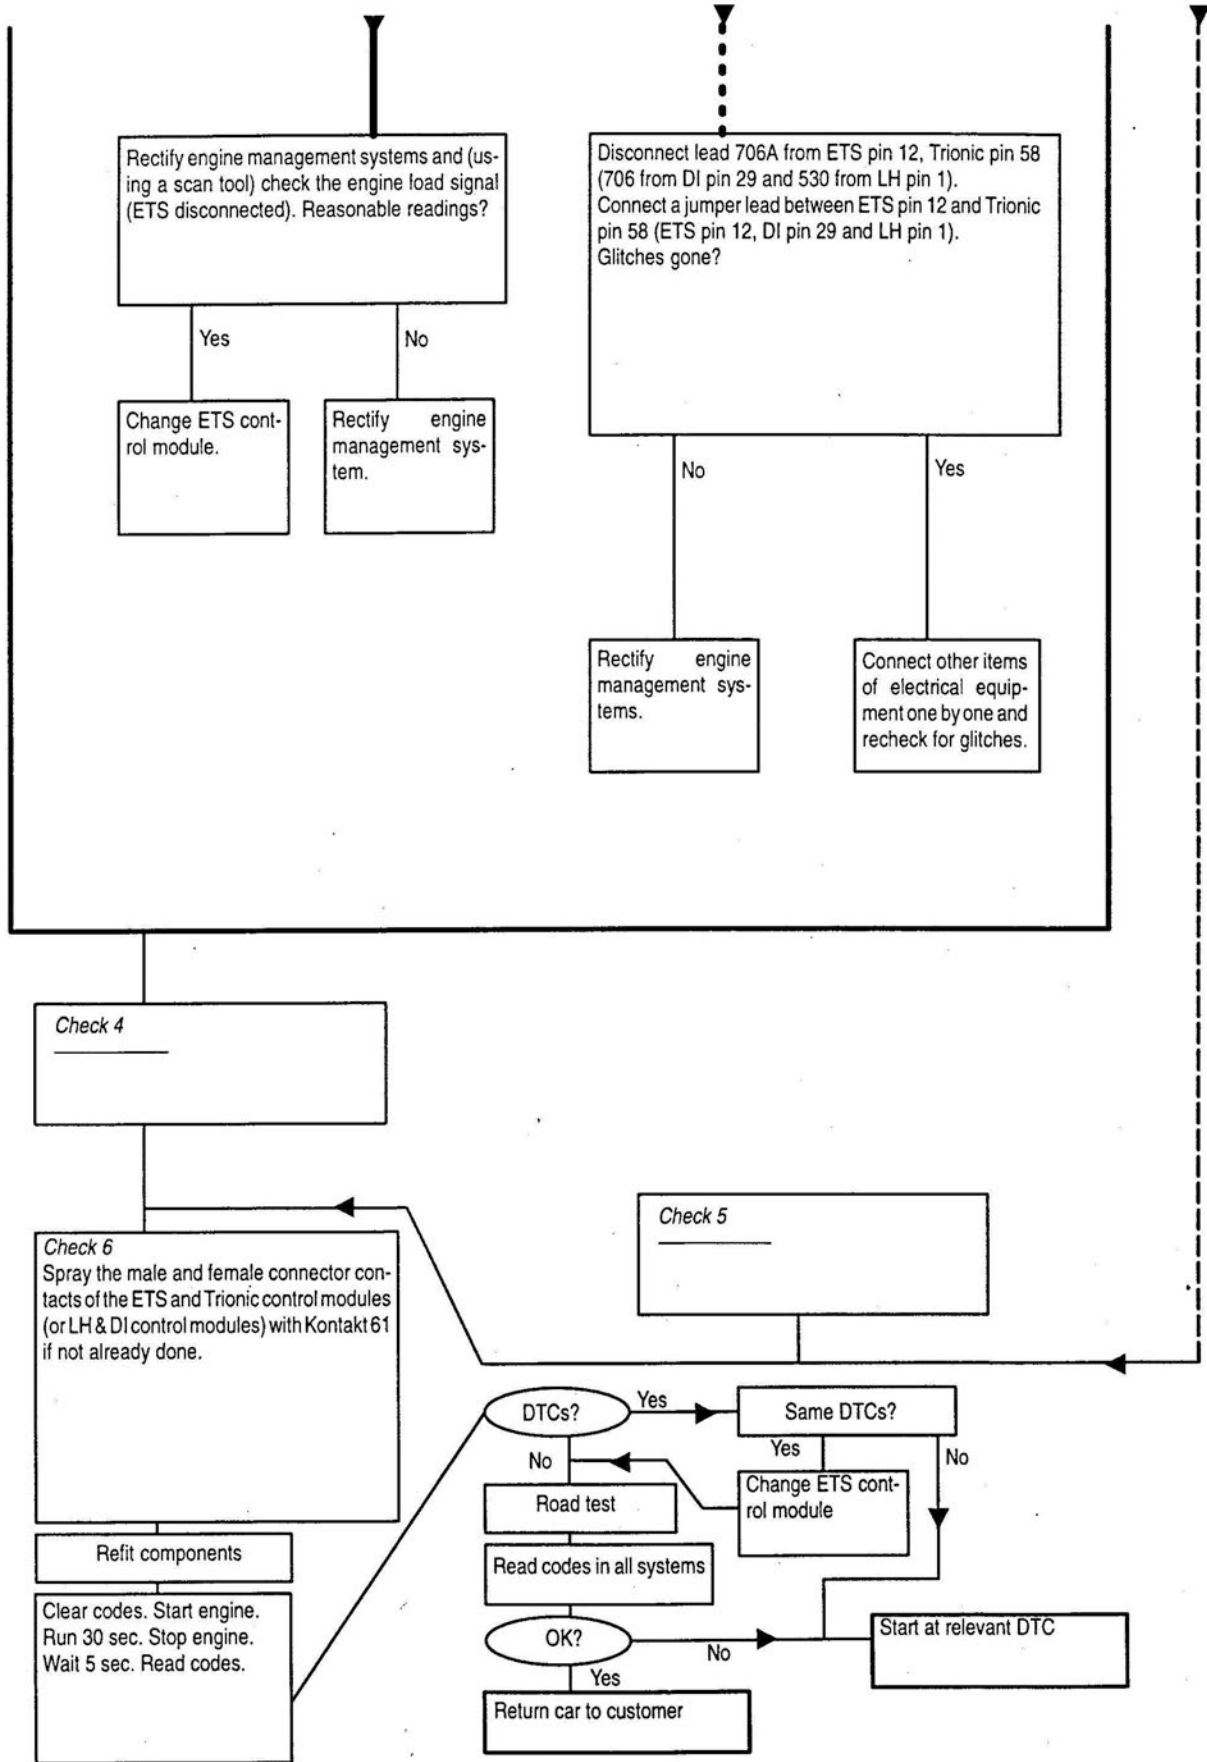 Rectify engine management systems and (us-
ing a scan tool) check the engine load signal
(ETS disconnected). Reasonable readings?
Yes
No
Change ETS cont-
rol module.
Rectify engine
management sys-
tem.
Disconnect lead 706A from ETS pin 12, Trionic pin 58
(706 from DI pin 29 and 530 from LH pin 1).
Connect a jumper lead between ETS pin 12 and Trionic
pin 58 (ETS pin 12, DI pin 29 and LH pin 1).
Glitches gone?
No
Yes
Rectify engine
management sys-
tems.
Connect other items
of electrical equip-
ment one by one and
recheck for glitches.
Check 4
Check 5
Check 6
Spray the male and female connector con-
tacts of the ETS and Trionic control modules
(or LH & DI control modules) with Kontakt 61
if not already done.
Refit components
Clear codes. Start engine.
Run 30 sec. Stop engine.
Wait 5 sec. Read codes.
DTCs?
Yes
Same DTCs?
No
Yes
No
Change ETS cont-
rol module
Road test
Read codes in all systems
OK?
No
Start at relevant DTC
Yes
Return car to customer